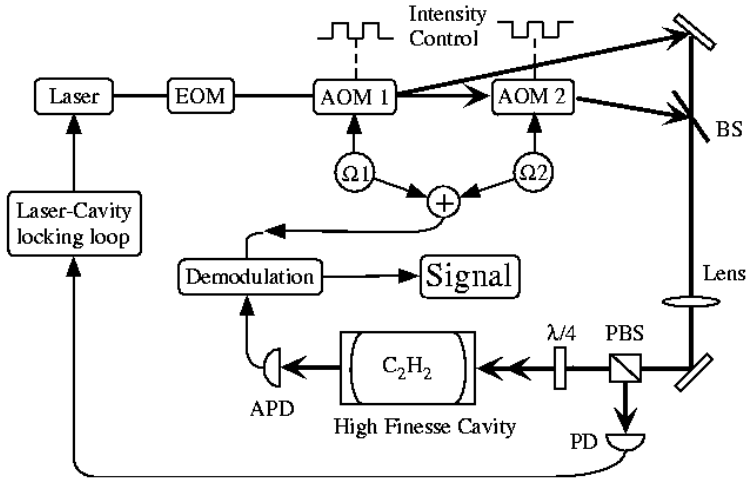 Intensity
Control
Laser
EOM
AOM 1
AOM 2
BS
Ω1
Ω2
+
Laser-Cavity
locking loop
Demodulation
Signal
Lens
λ/4
PBS
C₂H₂
APD
High Finesse Cavity
PD